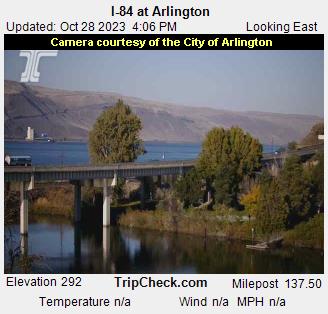 I-84 at Arlington
Updated: Oct 28 2023 4:06 PM Looking East
Camera courtesy of the City of Arlington
Elevation 292 TripCheck.com Milepost 137.50
Temperature n/a Wind n/a MPH n/a